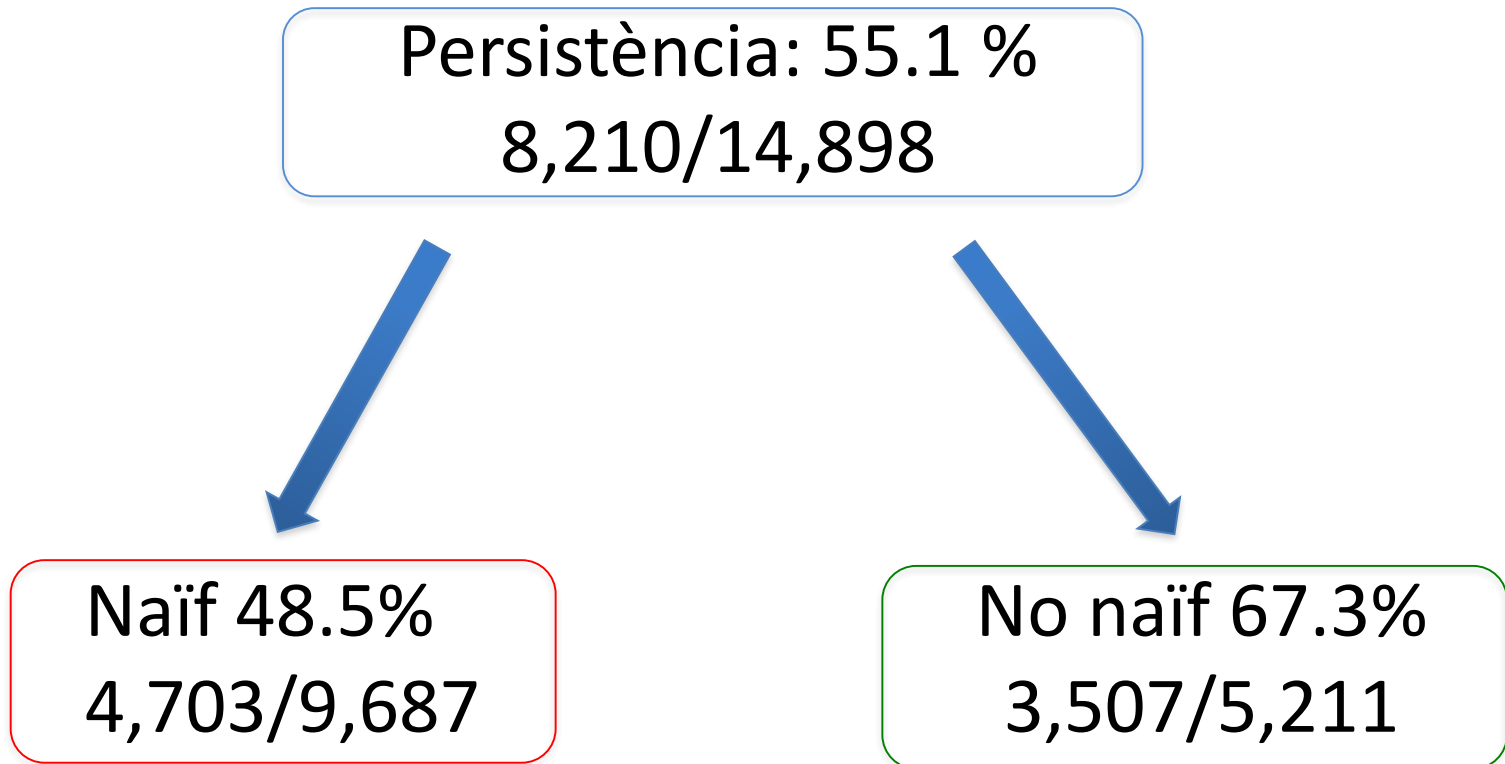 Persistència: 55.1 %
8,210/14,898
Naïf 48.5%
4,703/9,687
No naïf 67.3%
3,507/5,211